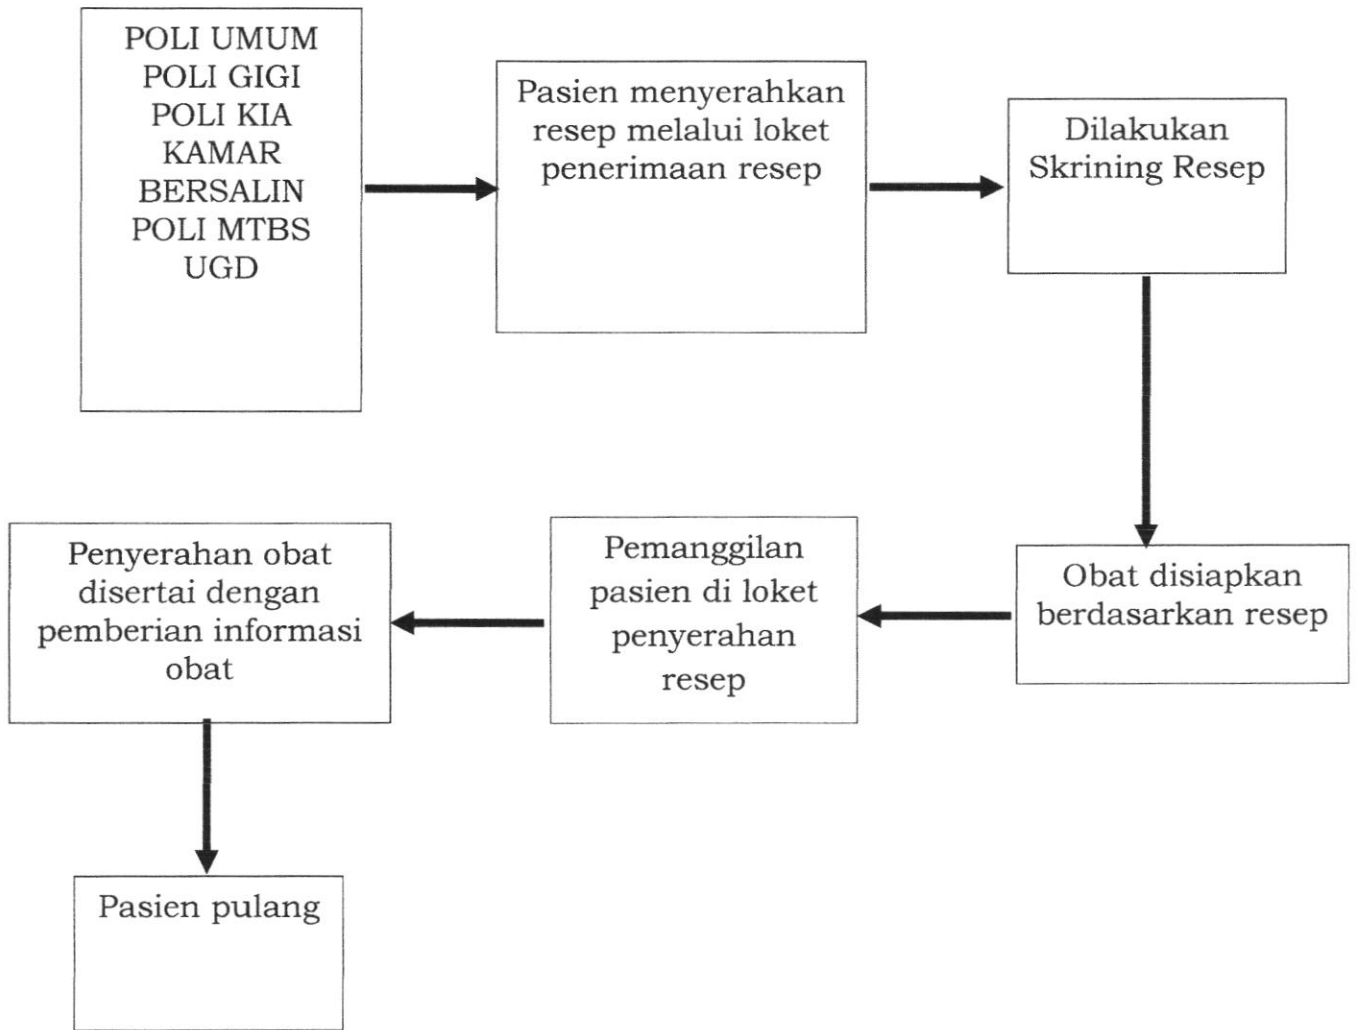 POLI UMUM
POLI GIGI
POLI KIA
KAMAR
BERSALIN
POLI MTBS
UGD
Pasien menyerahkan
resep melalui loket
penerimaan resep
Dilakukan
Skrining Resep
Obat disiapkan
berdasarkan resep
Pemanggilan
pasien di loket
penyerahan
resep
Penyerahan obat
disertai dengan
pemberian informasi
obat
Pasien pulang